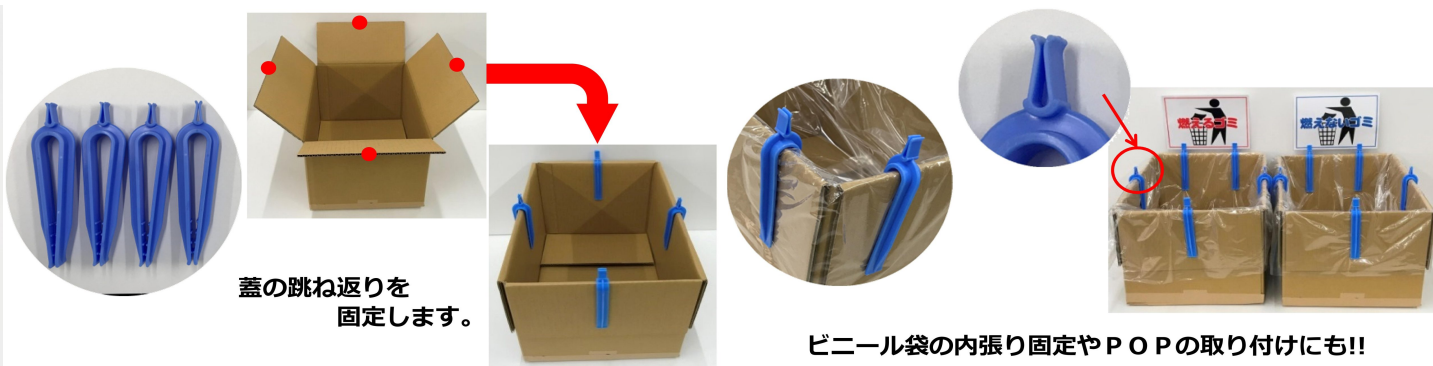 蓋の跳ね返りを
固定します。
燃えるゴミ
燃えないゴミ
ビニール袋の内張り固定やＰＯＰの取り付けにも!!